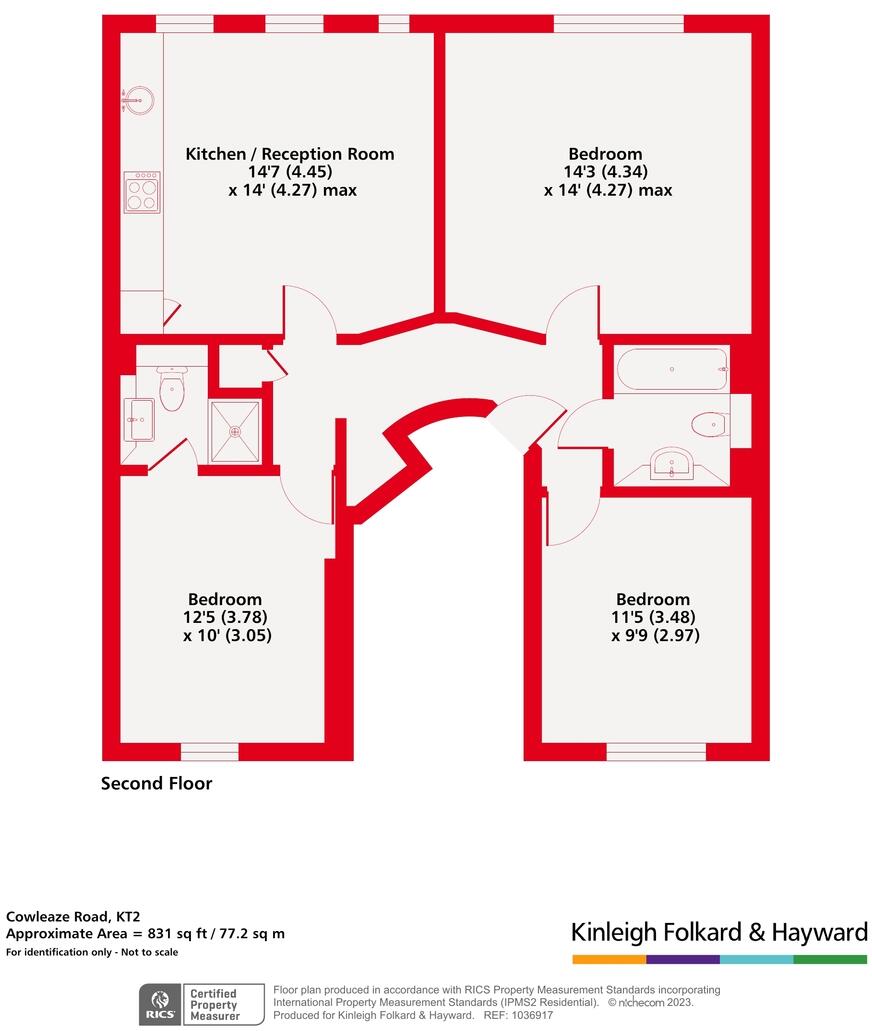 Kitchen / Reception Room
14'7 (4.45)
x 14' (4.27) max
Bedroom
14'3 (4.34)
x 14' (4.27) max
Bedroom
12'5 (3.78)
x 10' (3.05)
Bedroom
11'5 (3.48)
x 9'9 (2.97)
Second Floor
Cowleaze Road, KT2
Approximate Area = 831 sq ft / 77.2 sq m
For identification only - Not to scale
Kinleigh Folkard & Hayward
RICS
Certified
Property
Measurer
Floor plan produced in accordance with RICS Property Measurement Standards incorporating
International Property Measurement Standards (IPMS2 Residential). © nichecom 2023.
Produced for Kinleigh Folkard & Hayward. REF: 1036917